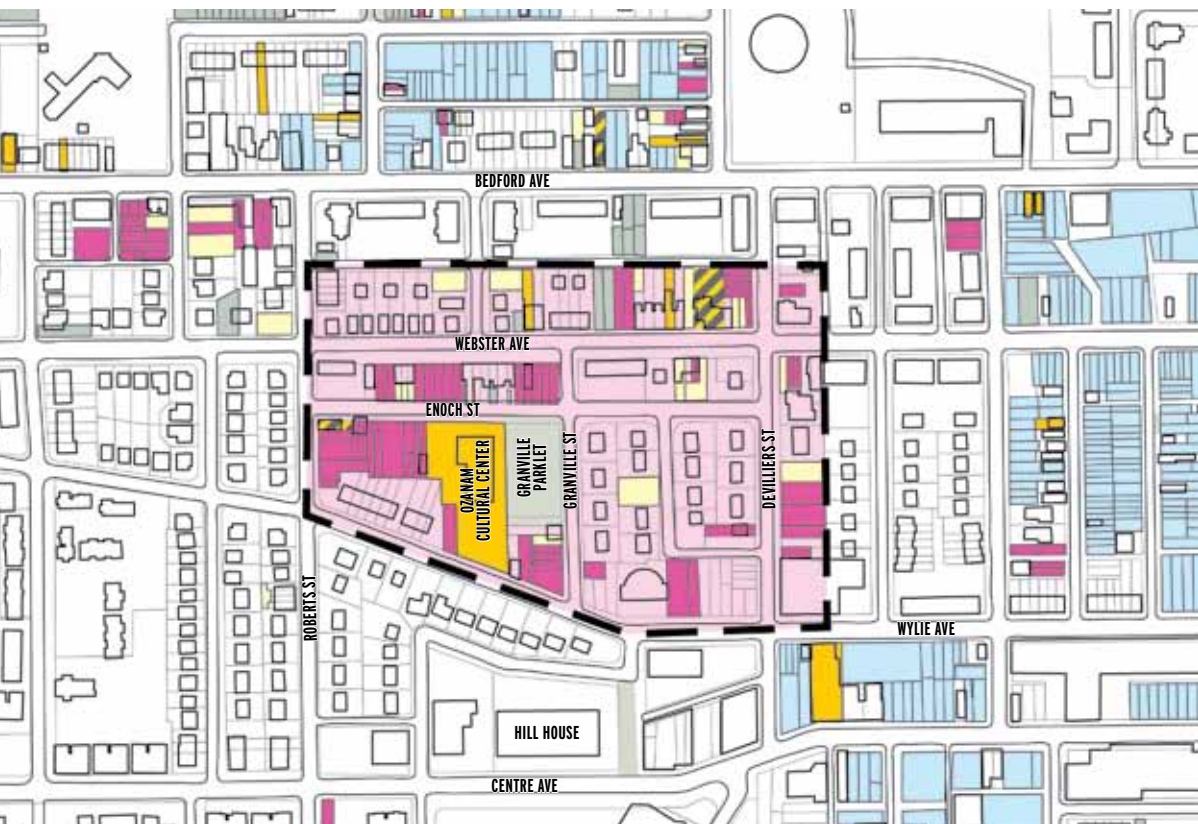 BEDFORD AVE
WEBSTER AVE
ENOCH ST
OZANAM
CULTURAL CENTER
GRANVILLE
PARKLET
GRANVILLE ST
DEVILLIERS ST
ROBERTS ST
WYLIE AVE
HILL HOUSE
CENTRE AVE